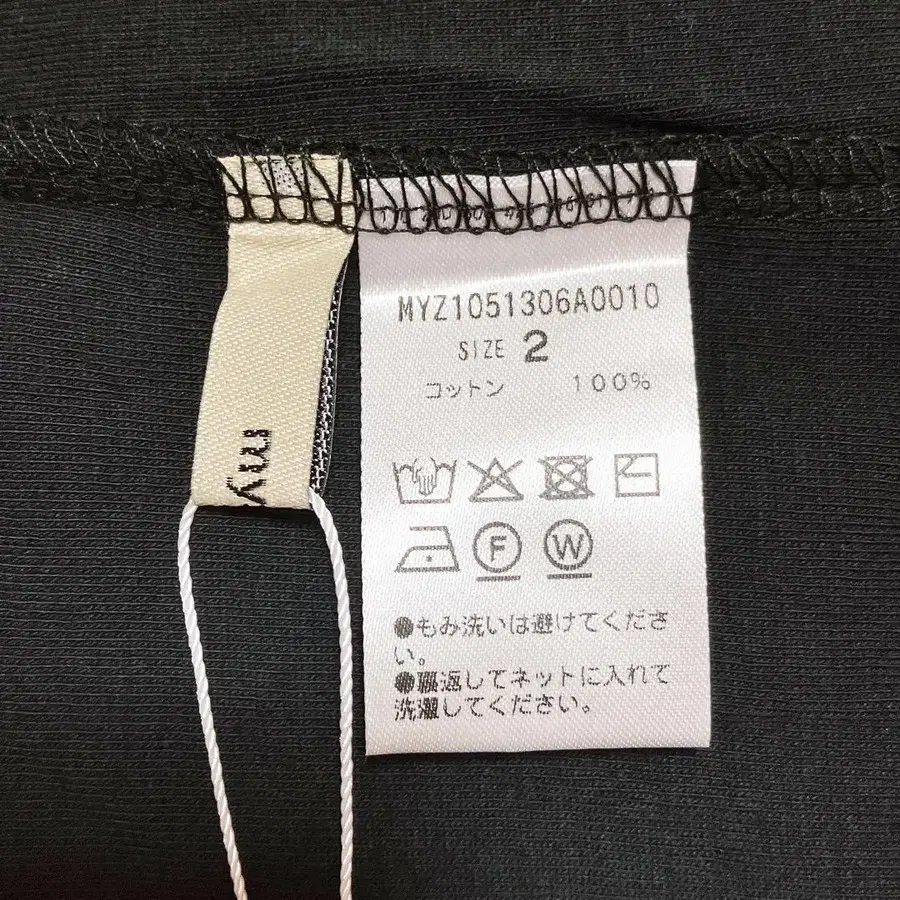 my
MYZ1051306A0010
SIZE 2
コットン 100%
F W
●もみ洗いは避けてくださ
い。
●裏返してネットに入れて
洗濯してください。